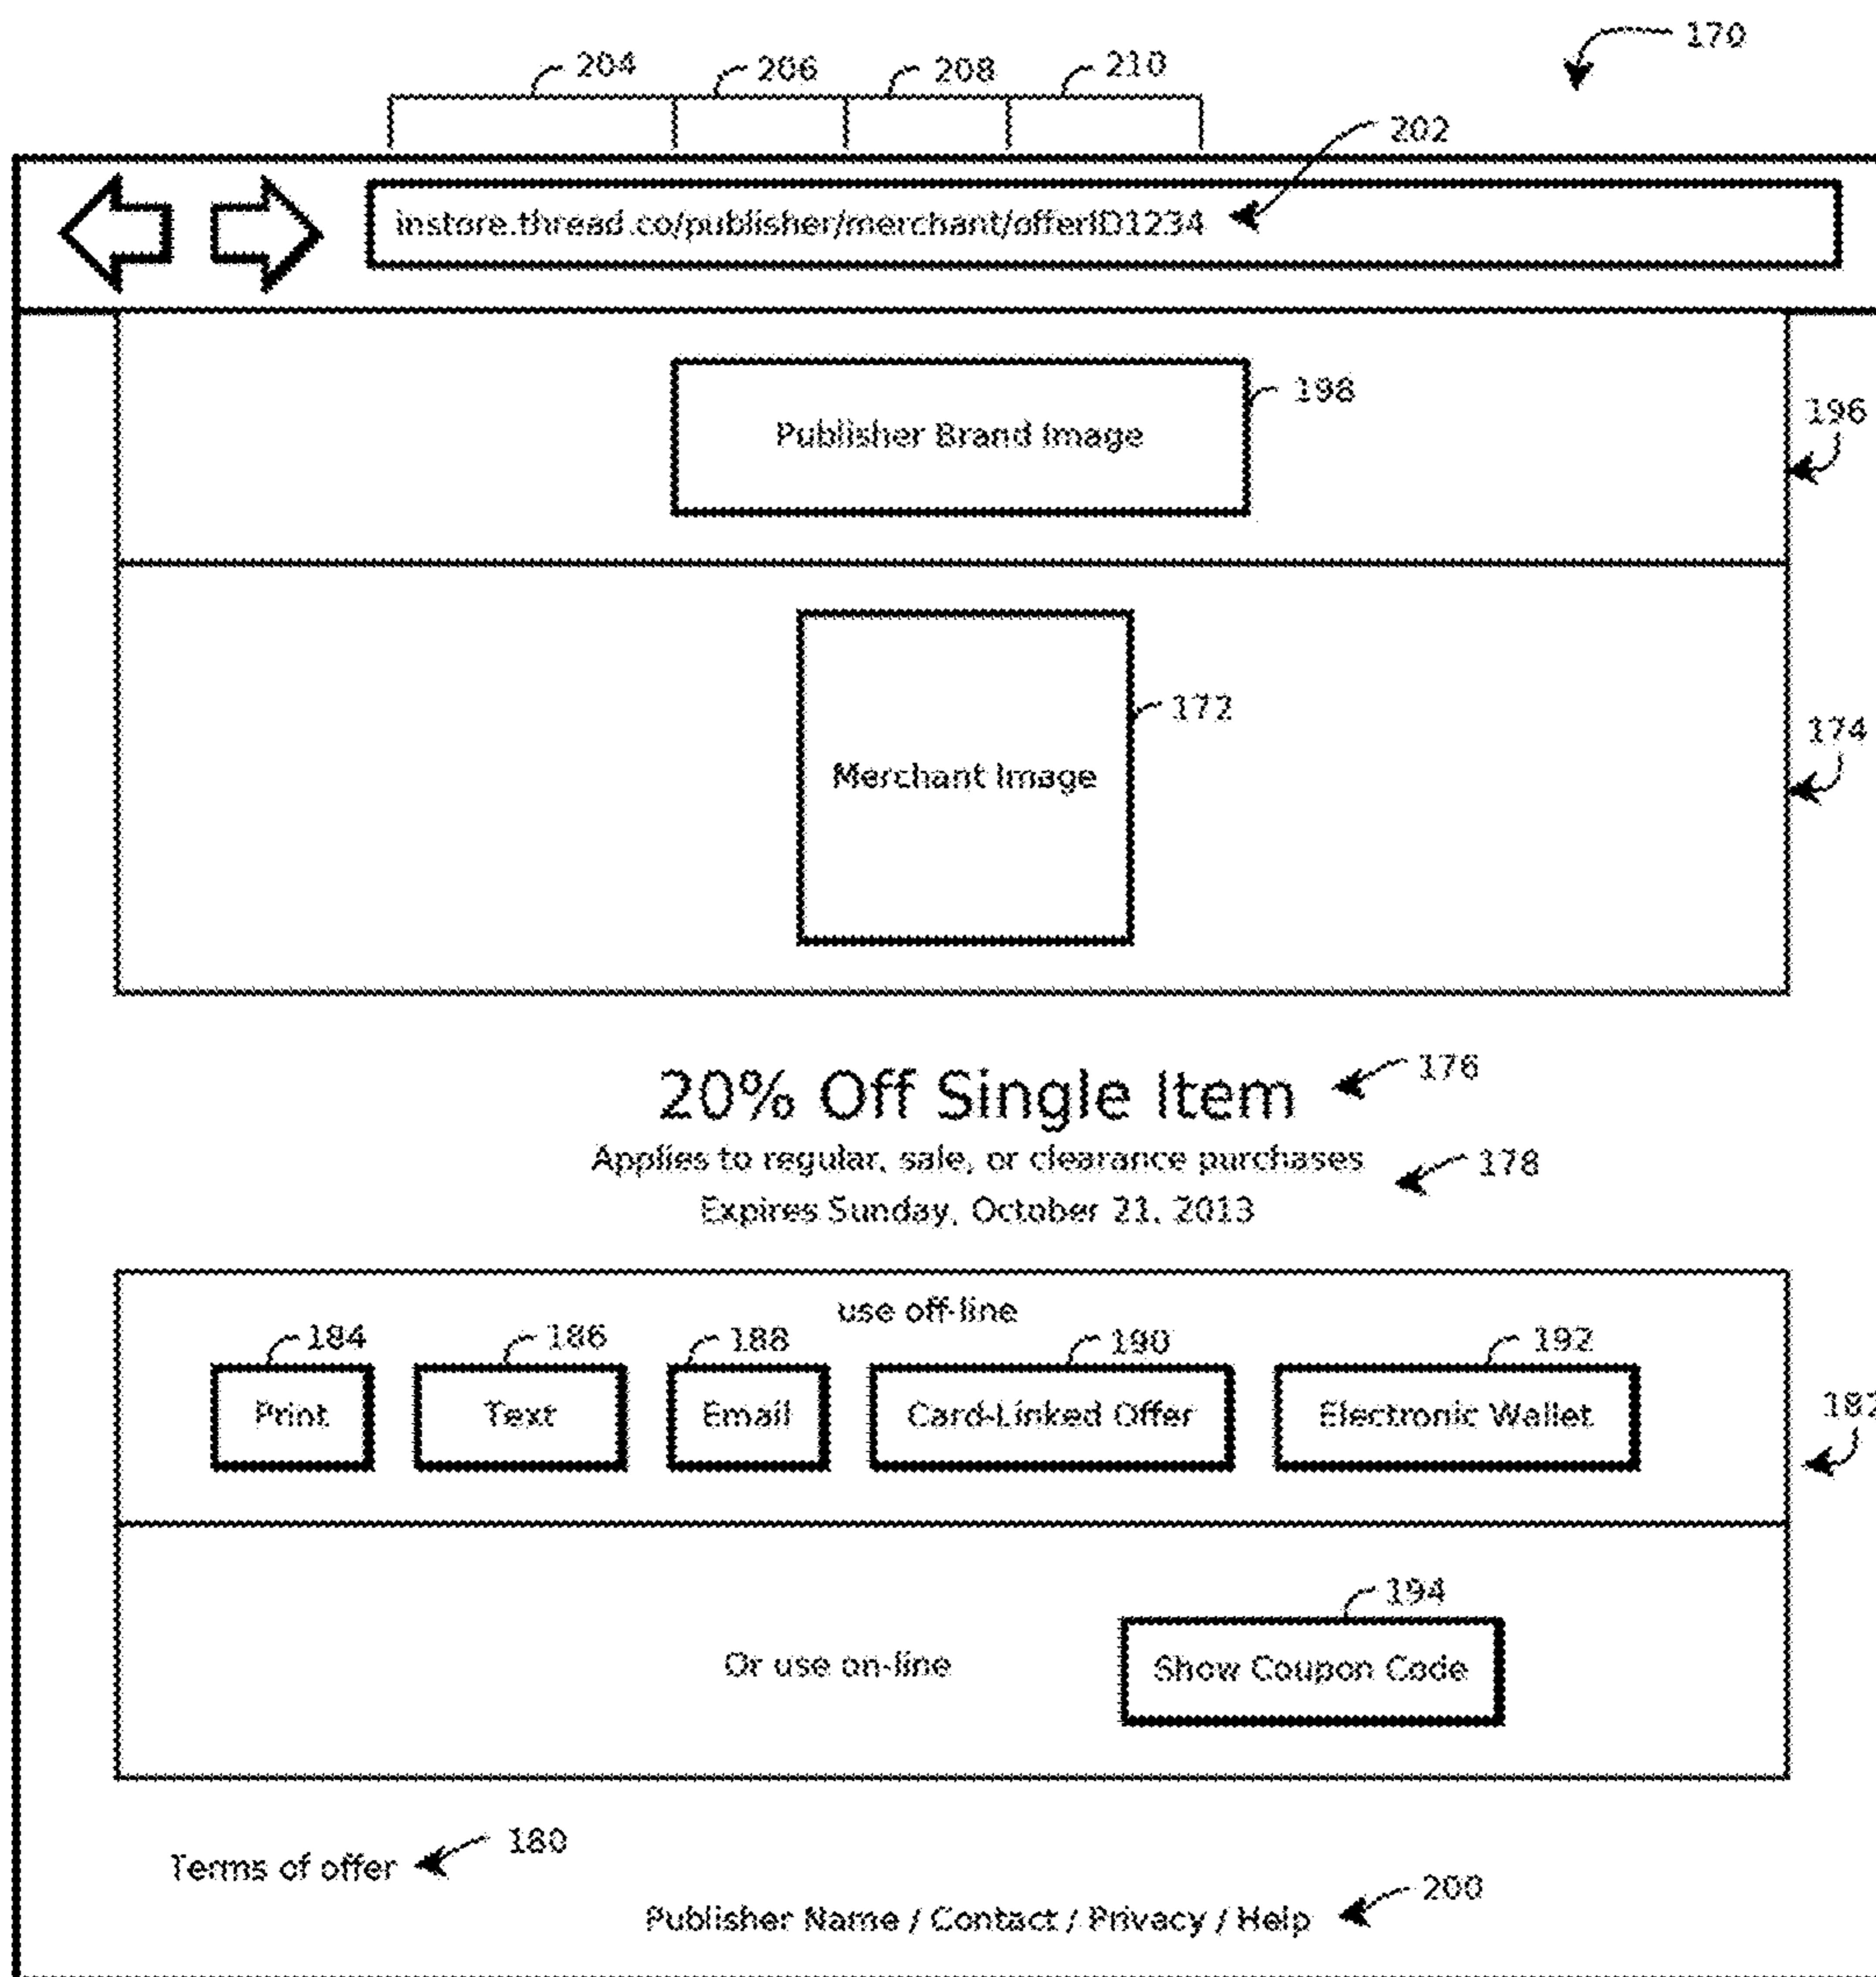 170
204 206 208 210
202
instore.thread.co/publisher/merchant/offerID1234
198
196
Publisher Brand Image
172
174
Merchant Image
20% Off Single Item
176
Applies to regular, sale, or clearance purchases
178
Expires Sunday, October 21, 2013
use off-line
184 186 188 190 192
Print Text Email Card-Linked Offer Electronic Wallet
182
194
Or use on-line Show Coupon Code
180
Terms of offer
200
Publisher Name / Contact / Privacy / Help